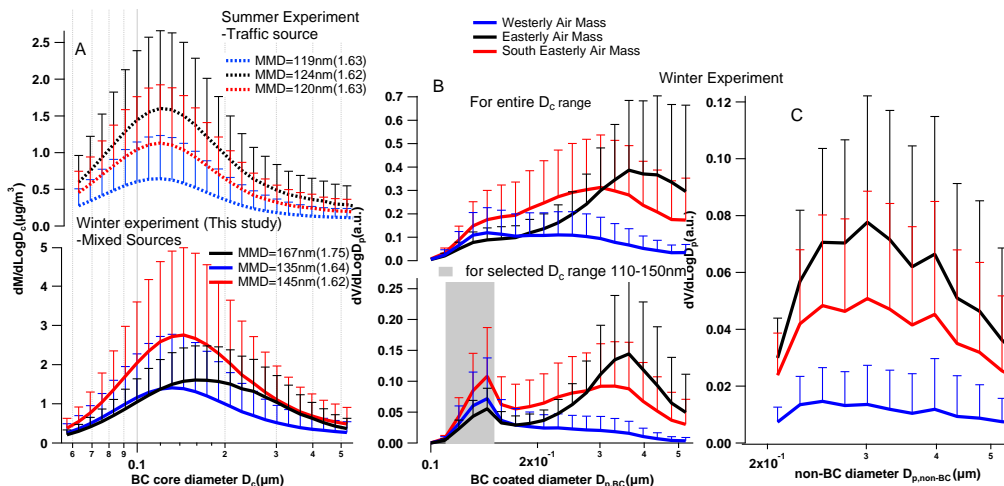 Westerly Air Mass
Easterly Air Mass
South Easterly Air Mass
Winter Experiment
A
Summer Experiment
-Traffic source
MMD=119nm(1.63)
MMD=124nm(1.62)
MMD=120nm(1.63)
2.5
2.0
1.5
1.0
0.5
0.0
Winter experiment (This study)
-Mixed Sources
MMD=167nm(1.75)
MMD=135nm(1.64)
MMD=145nm(1.62)
5
4
3
2
1
0
dM/dLogDc(µg/m3)
6 7 8 9 0.1 2 3 4 5
BC core diameter Dc(µm)
B
For entire Dc range
0.7
0.6
0.5
0.4
0.3
0.2
0.1
0.0
dV/dLogDp(a.u.)
for selected Dc range 110-150nm
0.25
0.20
0.15
0.10
0.05
0.00
0.1 2x10-1 3 4 5
BC coated diameter Dp,BC(µm)
C
0.12
0.10
0.08
0.06
0.04
0.02
0.00
dV/dLogDp(a.u.)
2x10-1 3 4 5
non-BC diameter Dp,non-BC(µm)